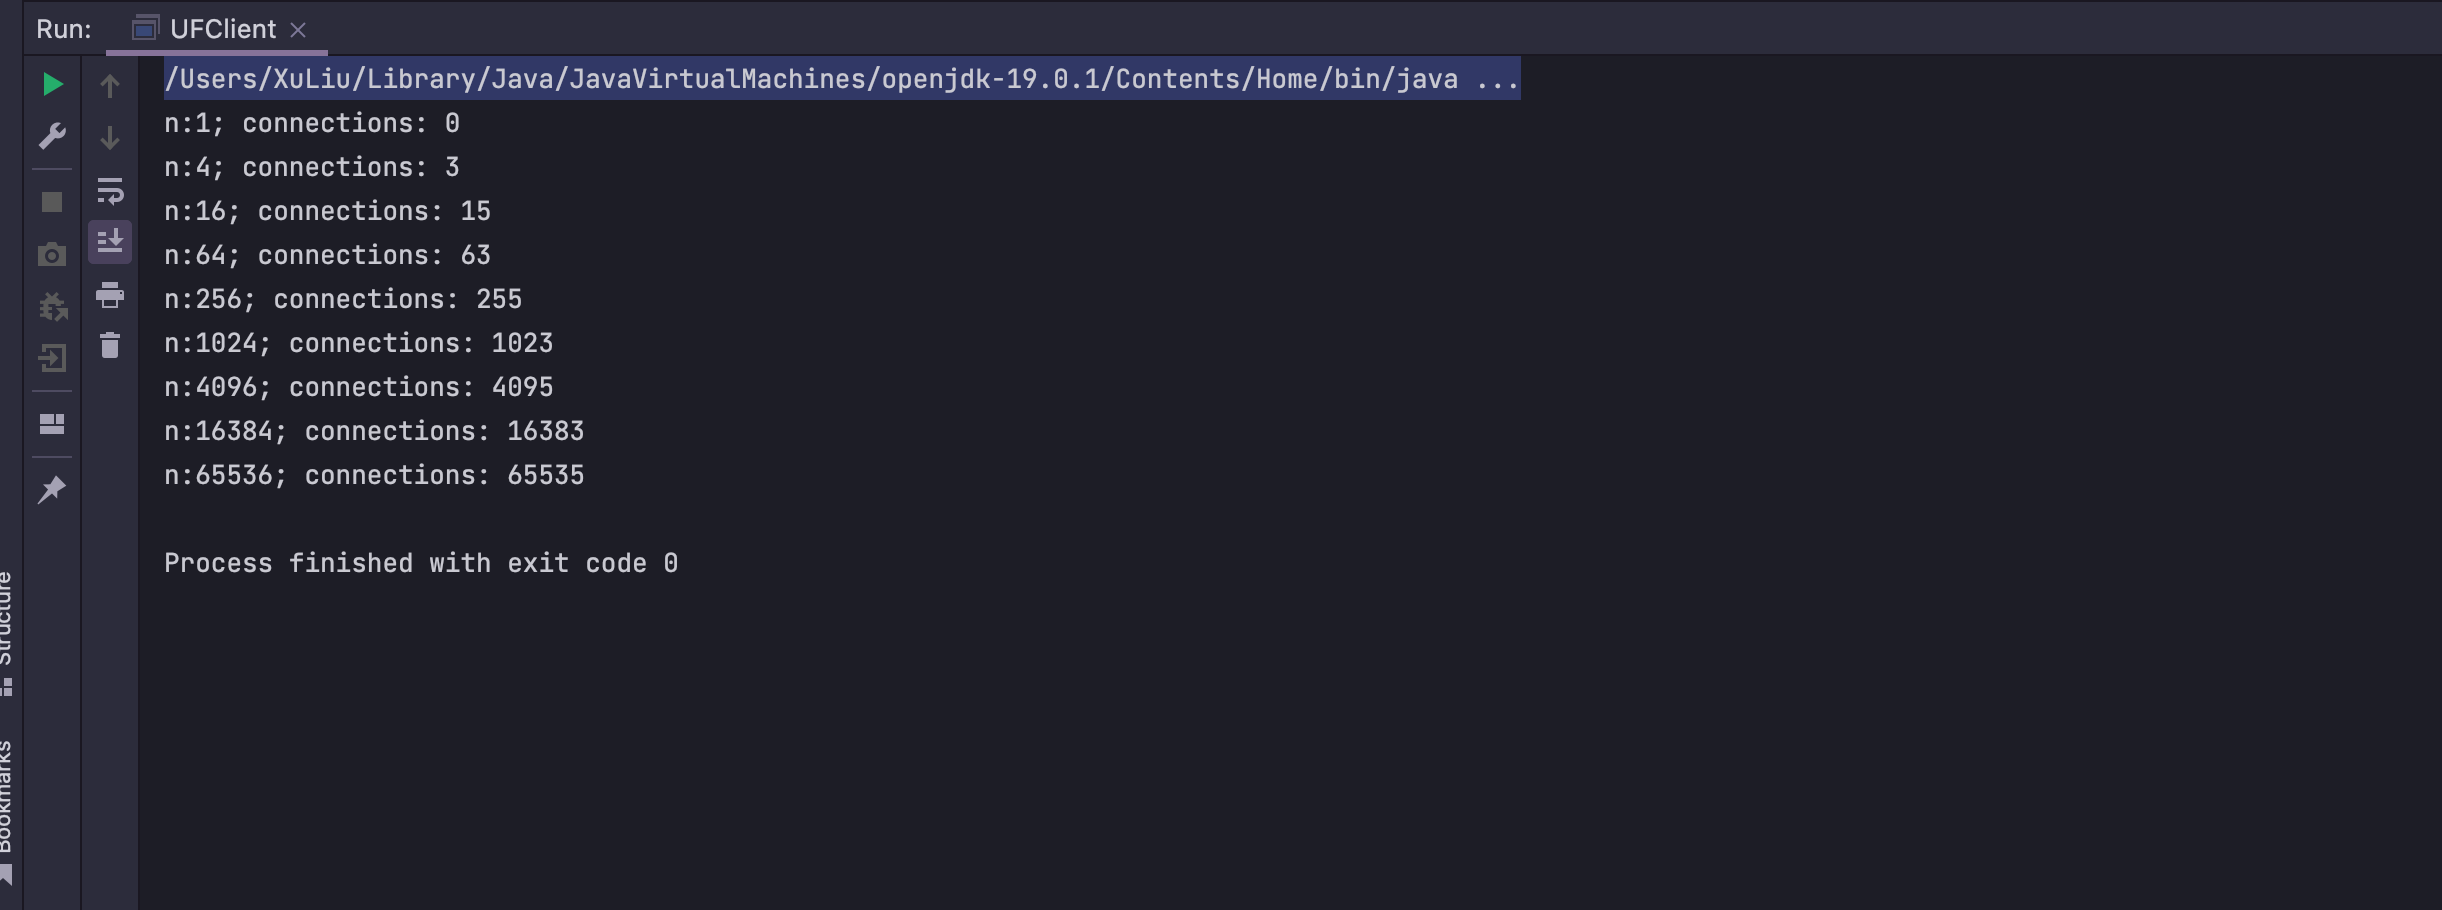 Run: UFClient
/Users/XuLiu/Library/Java/JavaVirtualMachines/openjdk-19.0.1/Contents/Home/bin/java ...
n:1; connections: 0
n:4; connections: 3
n:16; connections: 15
n:64; connections: 63
n:256; connections: 255
n:1024; connections: 1023
n:4096; connections: 4095
n:16384; connections: 16383
n:65536; connections: 65535
Process finished with exit code 0
Structure
Bookmarks